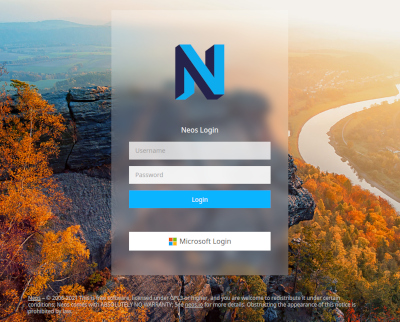 Neos Login
Username
Password
Login
Microsoft Login
Neos – © 2006-2021 This is free software, licensed under GPL3 or higher, and you are welcome to redistribute it under certain
conditions; Neos comes with ABSOLUTELY NO WARRANTY; See neos.io for more details. Obstructing the appearance of this notice is
prohibited by law.